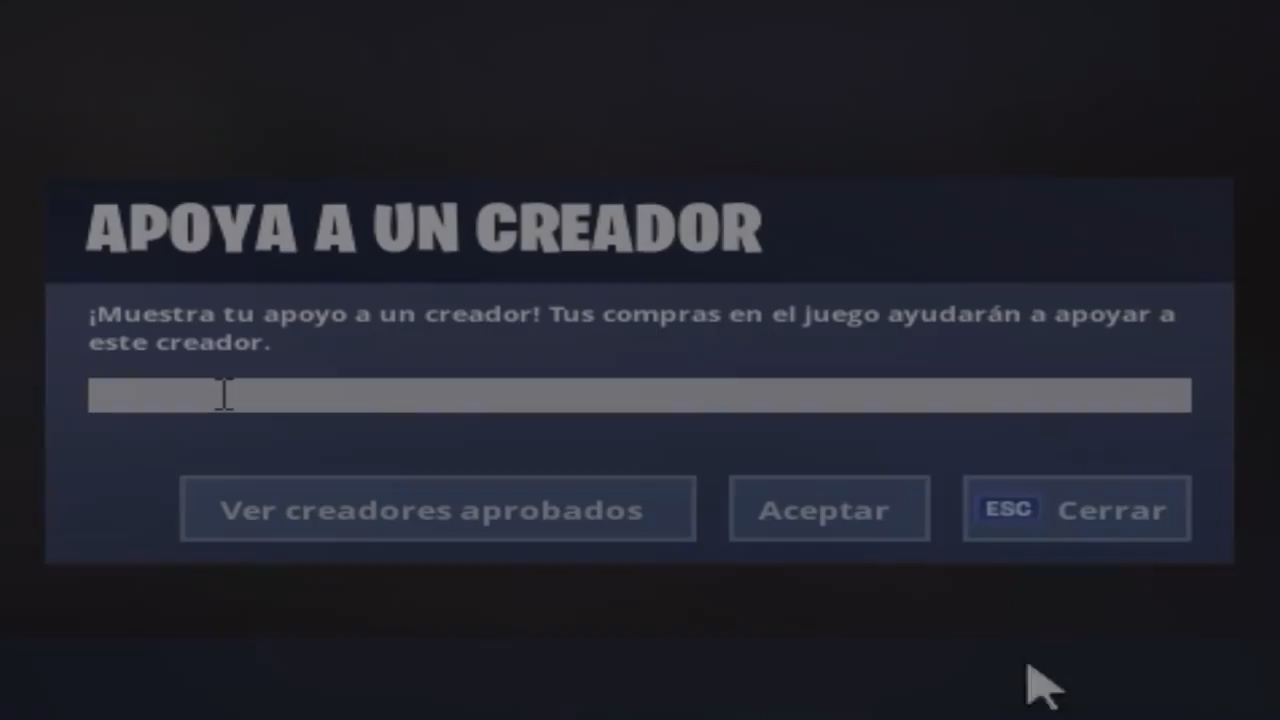 APOYA A UN CREADOR
¡Muestra tu apoyo a un creador! Tus compras en el juego ayudarán a apoyar a
este creador.
Ver creadores aprobados
Aceptar
ESC Cerrar